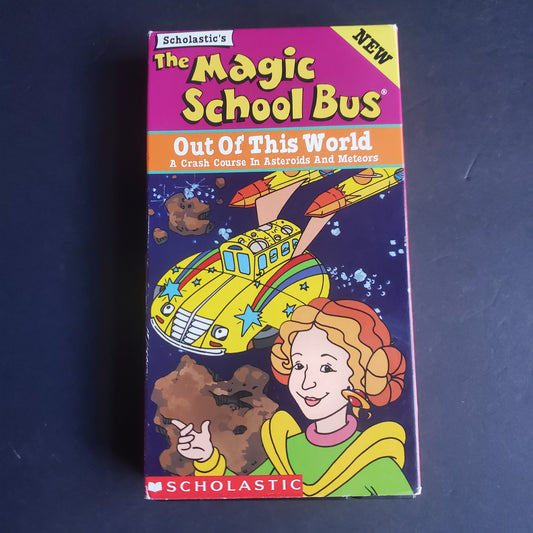 Scholastic's
NEW
The Magic
School Bus®
Out Of This World
A Crash Course In Asteroids And Meteors
SCHOLASTIC